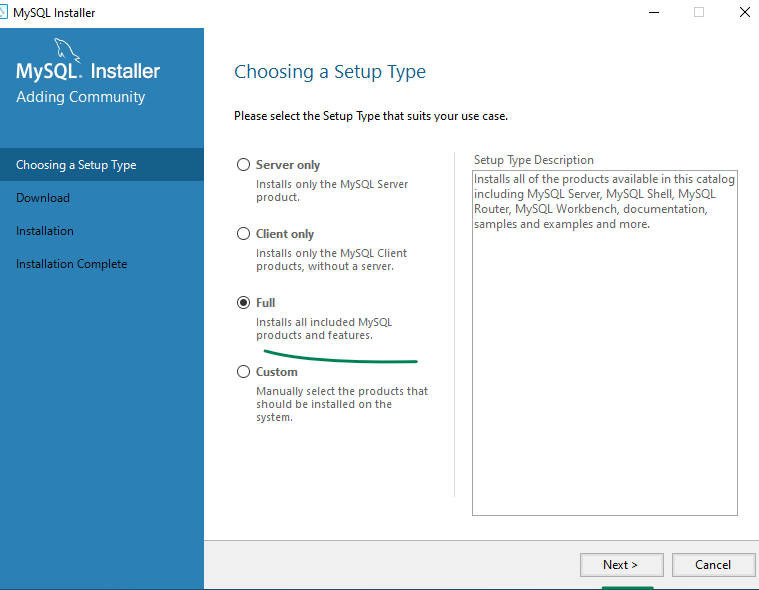 MySQL Installer
MySQL. Installer
Adding Community
Choosing a Setup Type
Download
Installation
Installation Complete
Choosing a Setup Type
Please select the Setup Type that suits your use case.
Server only
Installs only the MySQL Server
product.
Client only
Installs only the MySQL Client
products, without a server.
Full
Installs all included MySQL
products and features.
Custom
Manually select the products that
should be installed on the
system.
Setup Type Description
Installs all of the products available in this catalog
including MySQL Server, MySQL Shell, MySQL
Router, MySQL Workbench, documentation,
samples and examples and more.
Next >
Cancel